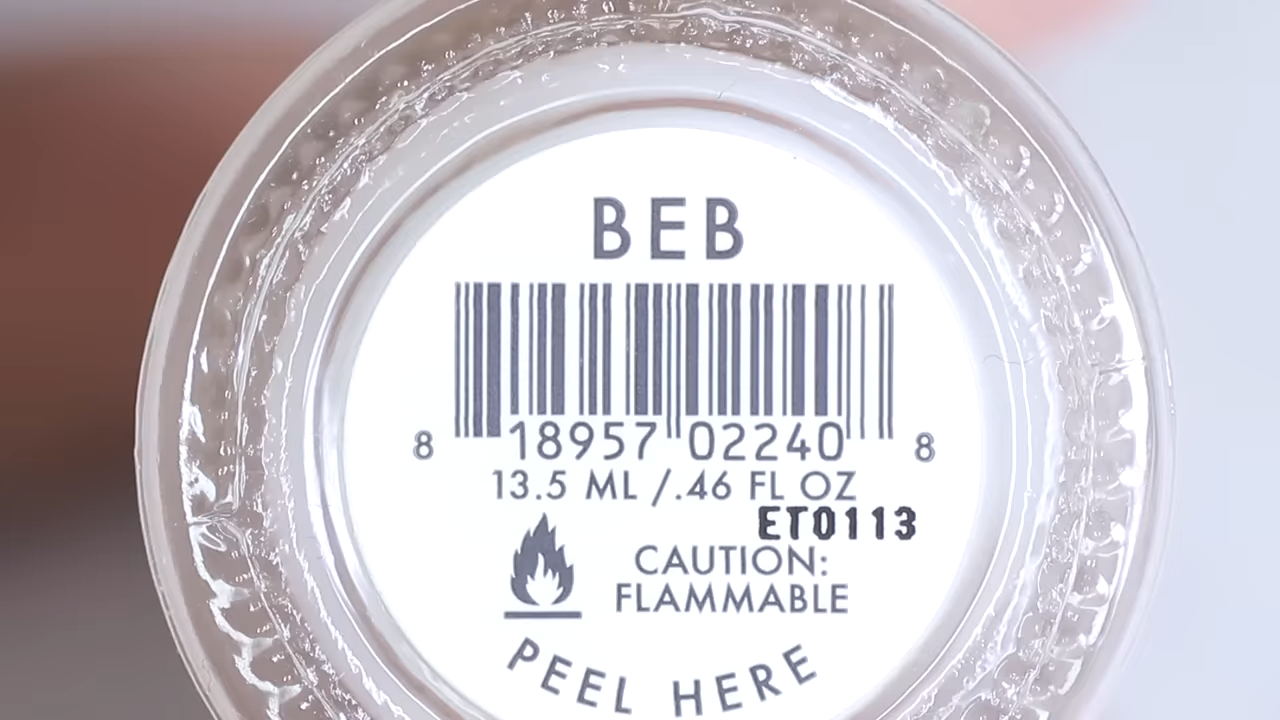 BEB
8 18957 02240 8
13.5 ML /.46 FL OZ
ET0113
CAUTION:
FLAMMABLE
PEEL HERE